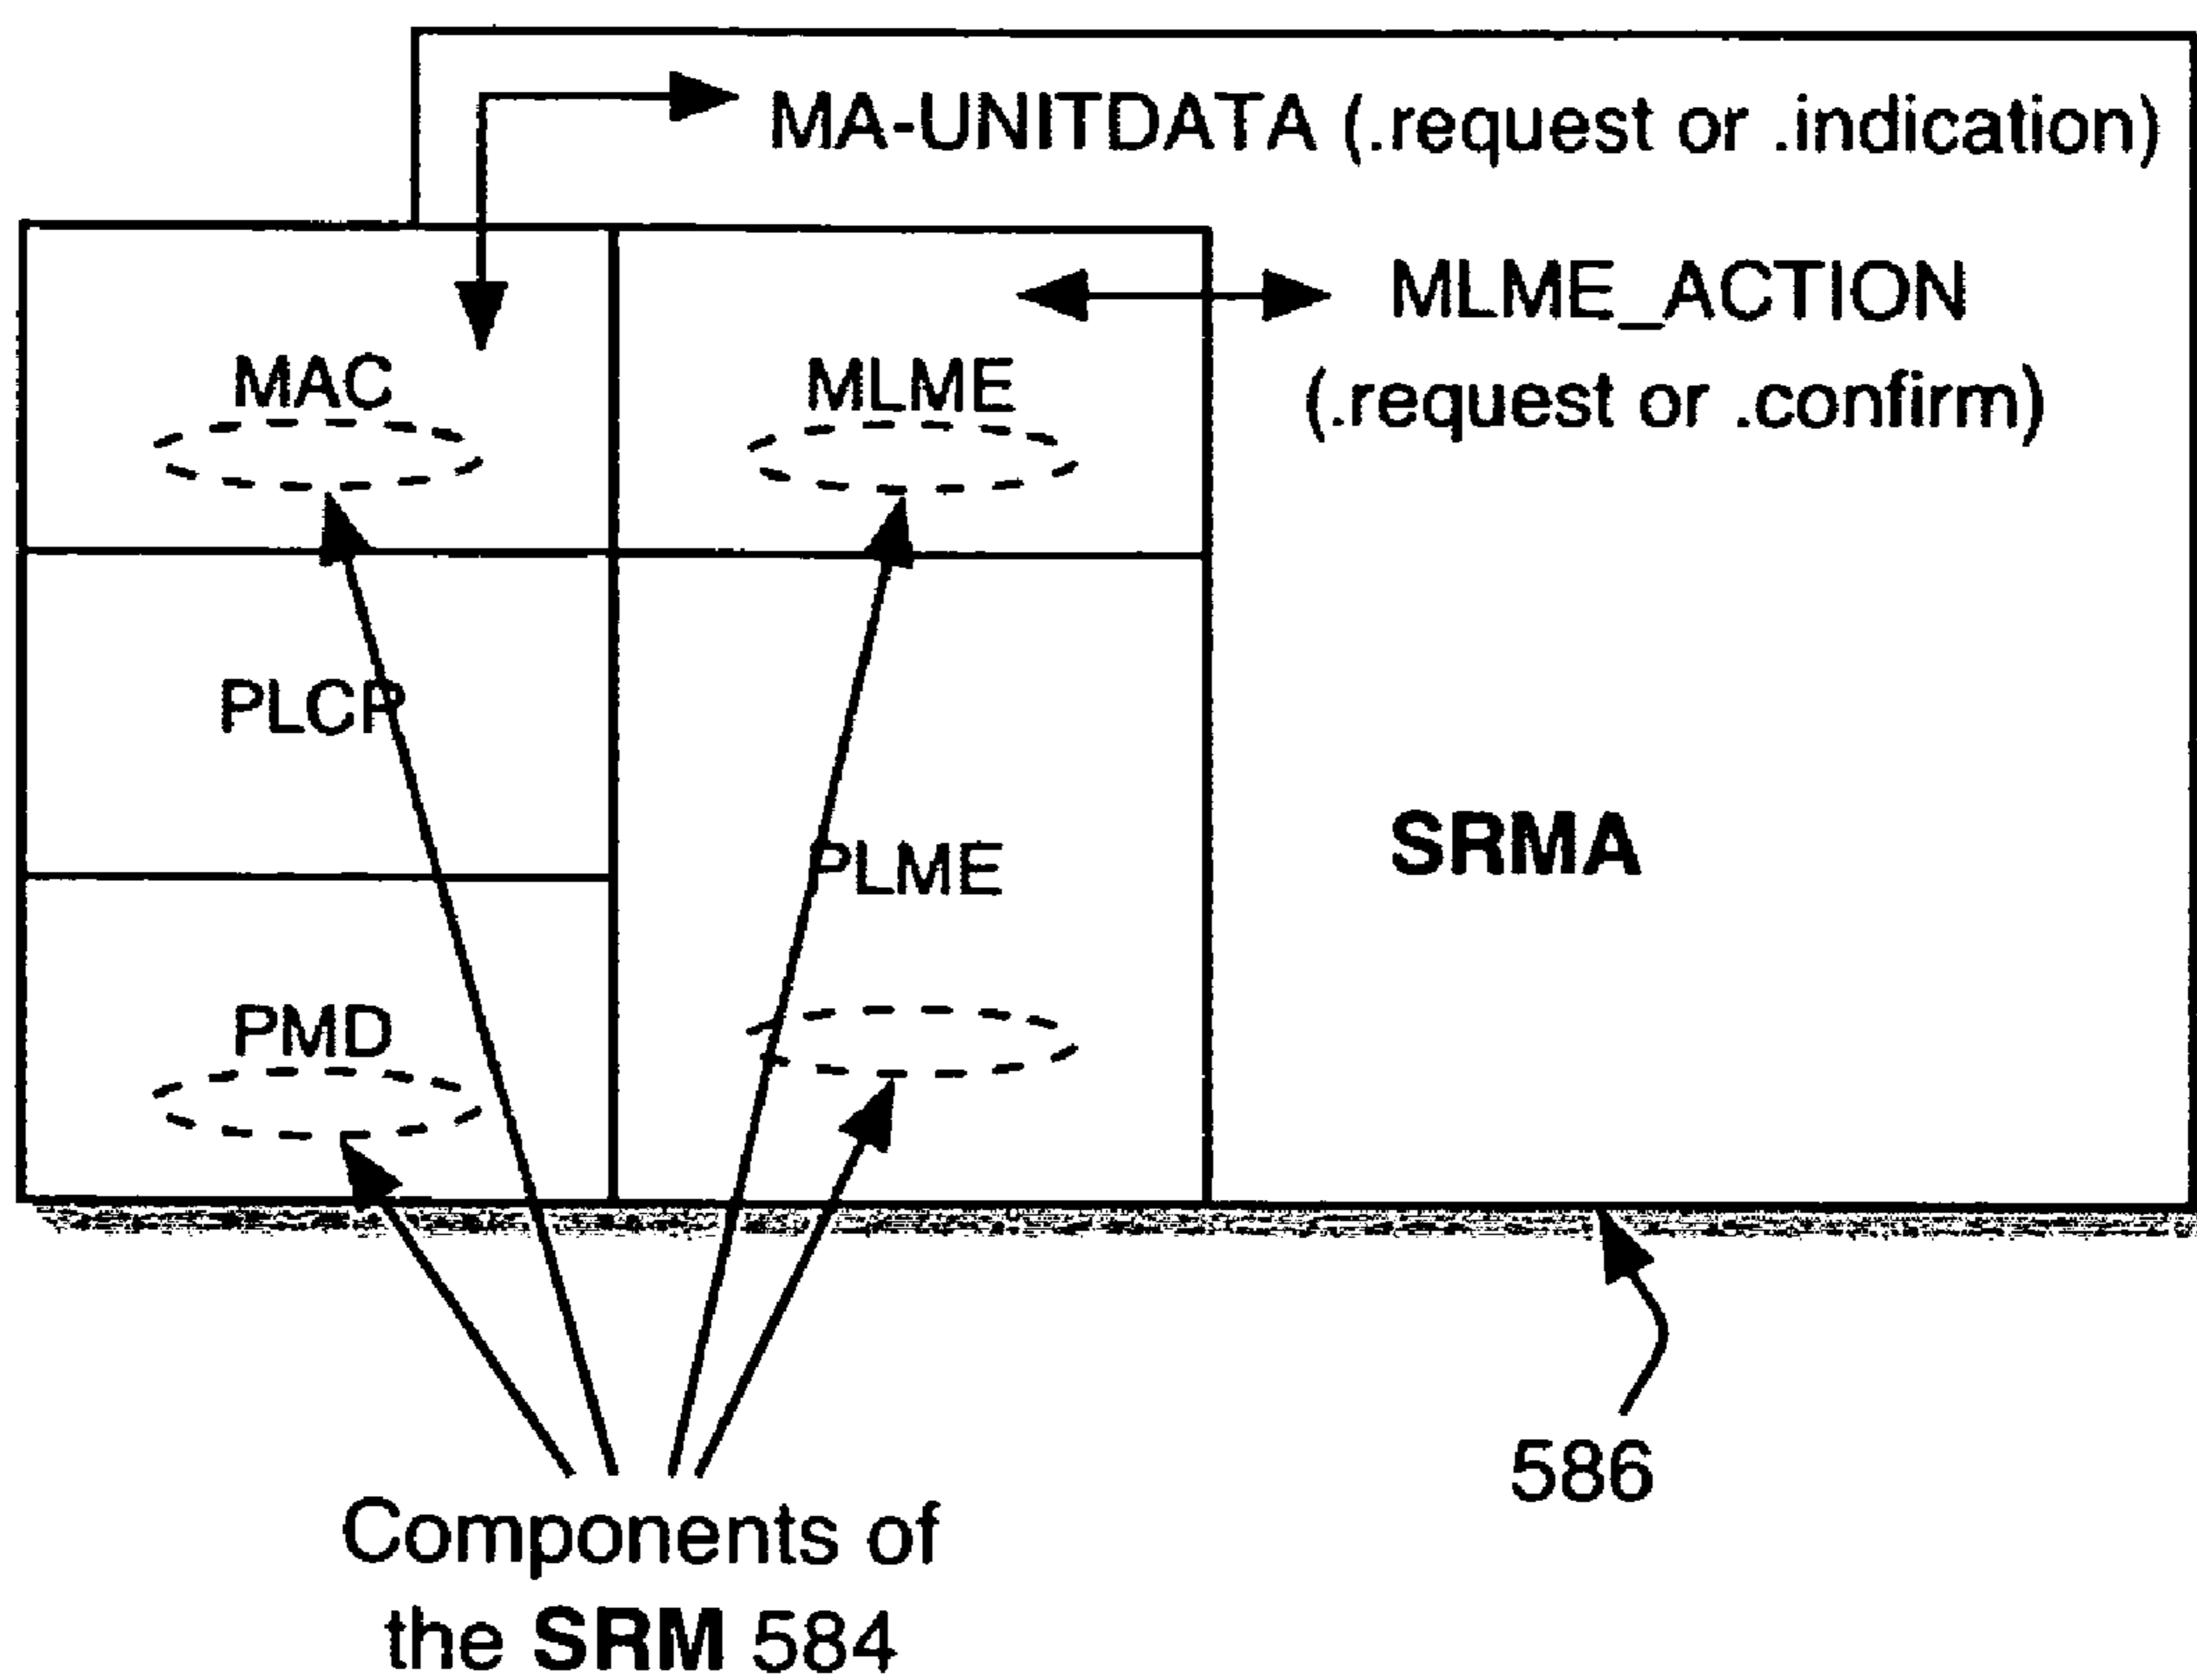 MA-UNITDATA (.request or .indication)
MLME_ACTION
(.request or .confirm)
MAC
MLME
PLCP
PLME
SRMA
PMD
586
Components of
the SRM 584